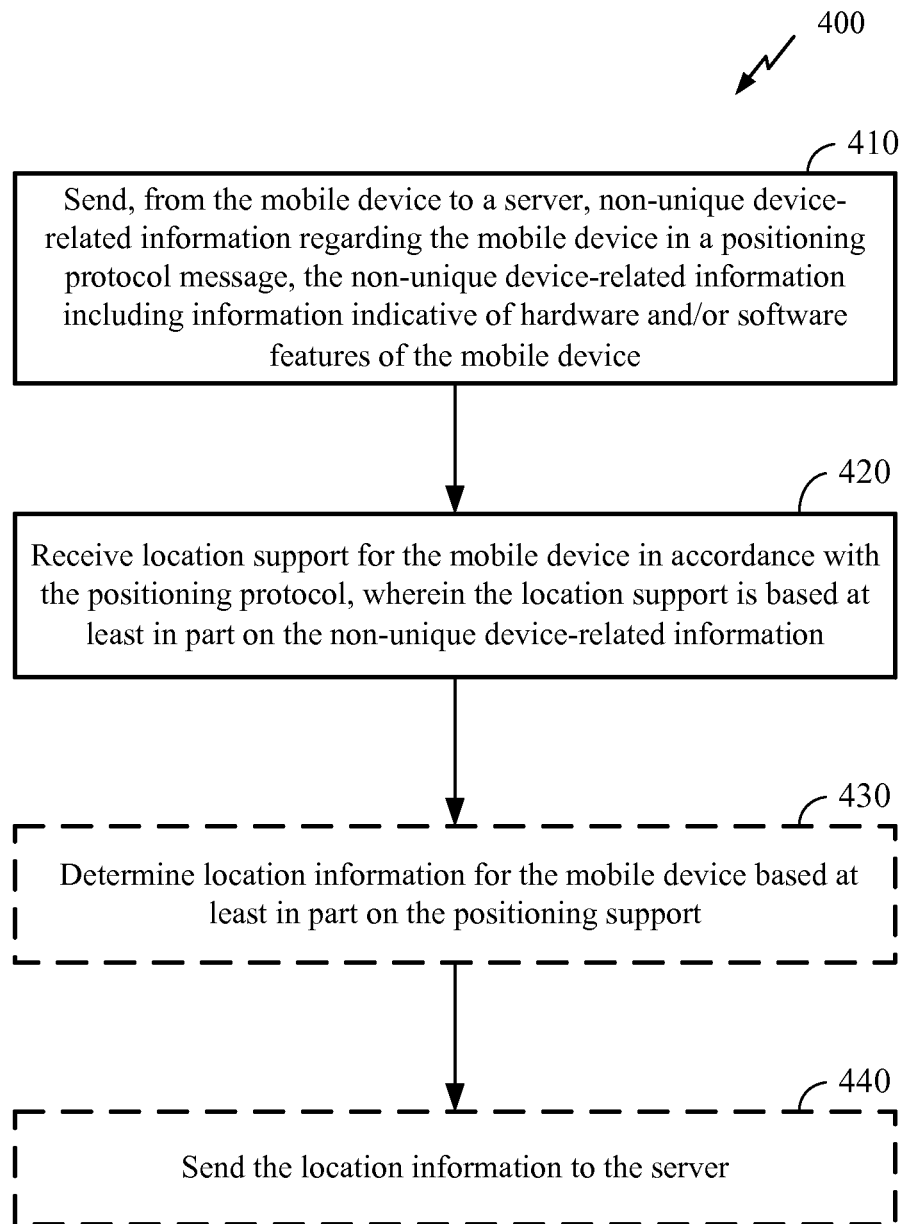 400
410
Send, from the mobile device to a server, non-unique device-
related information regarding the mobile device in a positioning
protocol message, the non-unique device-related information
including information indicative of hardware and/or software
features of the mobile device
420
Receive location support for the mobile device in accordance with
the positioning protocol, wherein the location support is based at
least in part on the non-unique device-related information
430
Determine location information for the mobile device based at
least in part on the positioning support
440
Send the location information to the server